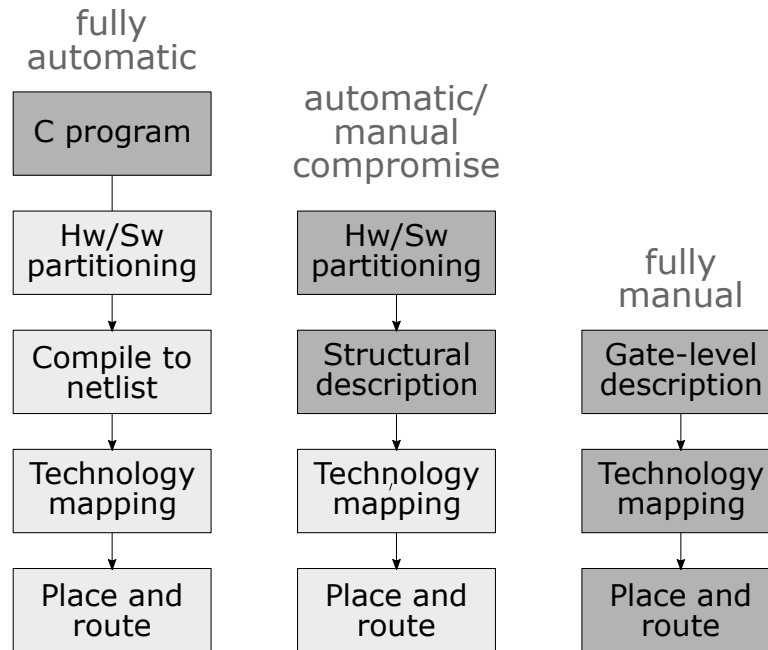 fully
automatic
C program
Hw/Sw
partitioning
Compile to
netlist
Technology
mapping
Place and
route
automatic/
manual
compromise
Hw/Sw
partitioning
Structural
description
Technology
mapping
Place and
route
fully
manual
Gate-level
description
Technology
mapping
Place and
route